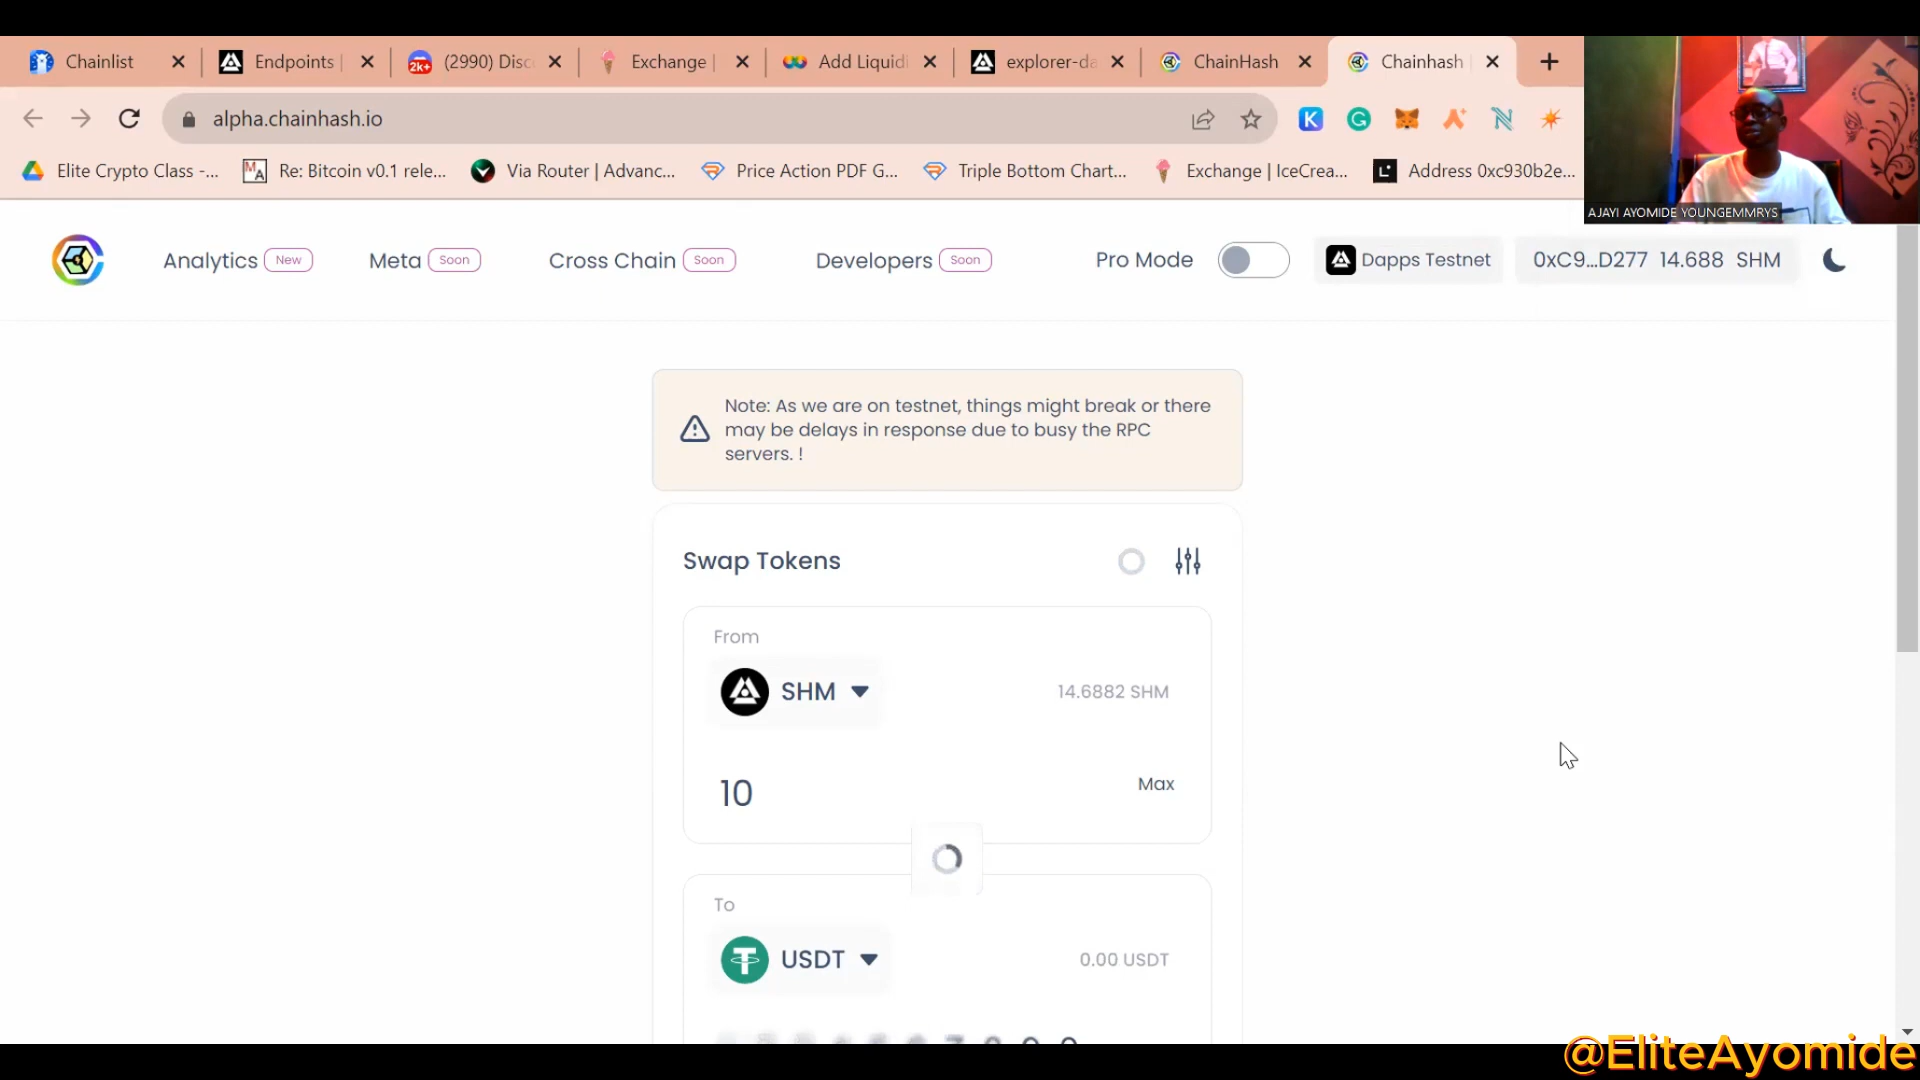 Chainlist
Endpoints |
(2990) Disc
Exchange |
Add Liquidi
explorer-da
ChainHash
Chainhash |
alpha.chainhash.io
Elite Crypto Class -...
Re: Bitcoin v0.1 rele...
Via Router | Advanc...
Price Action PDF G...
Triple Bottom Chart...
Exchange | IceCrea...
Address 0xc930b2e...
AJAYI AYOMIDE YOUNGEMMRYS
2K+
Analytics New
Meta Soon
Cross Chain Soon
Developers Soon
Pro Mode
Dapps Testnet
0xC9...D277 14.688 SHM
Note: As we are on testnet, things might break or there
may be delays in response due to busy the RPC
servers. !
Swap Tokens
From
SHM
14.6882 SHM
10
Max
To
USDT
0.00 USDT
@EliteAyomide